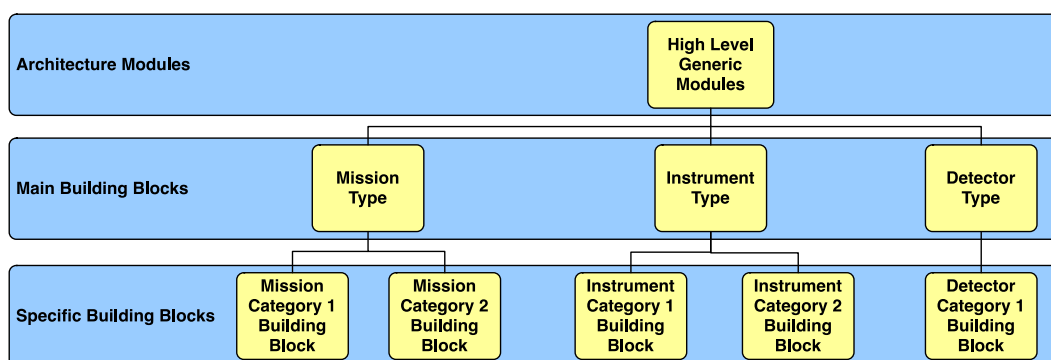 Architecture Modules
High Level
Generic
Modules
Main Building Blocks
Mission
Type
Instrument
Type
Detector
Type
Specific Building Blocks
Mission
Category 1
Building
Block
Mission
Category 2
Building
Block
Instrument
Category 1
Building
Block
Instrument
Category 2
Building
Block
Detector
Category 1
Building
Block